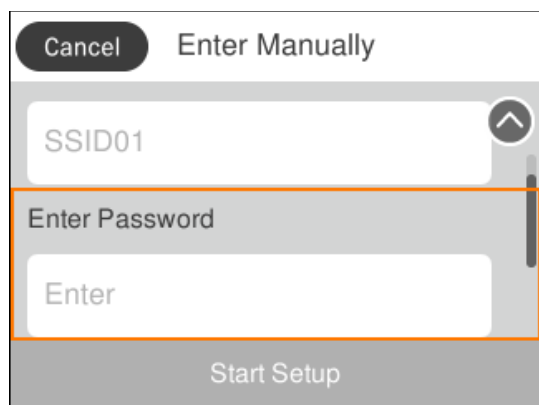 Cancel Enter Manually
SSID01
Enter Password
Enter
Start Setup